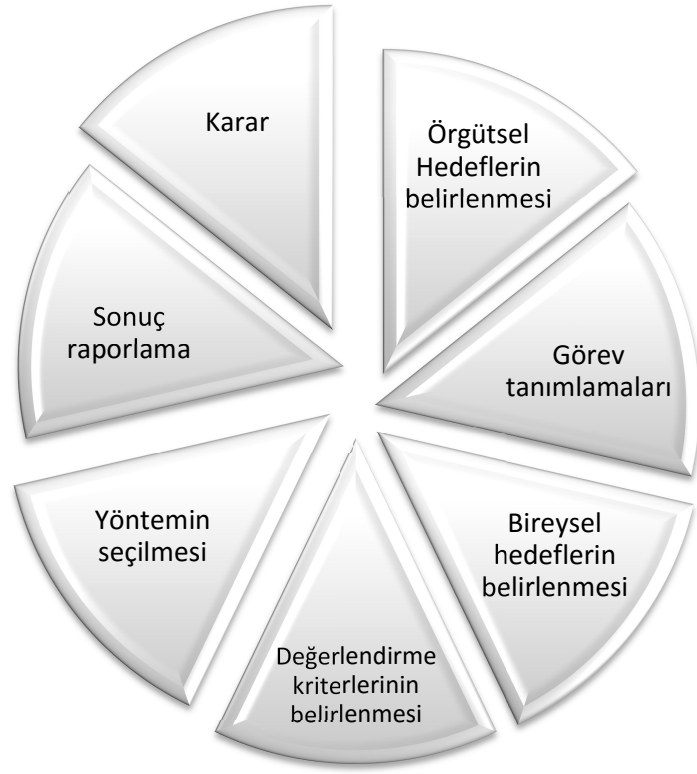 Karar
Örgütsel
Hedeflerin
belirlenmesi
Görev
tanımlamaları
Bireysel
hedeflerin
belirlenmesi
Değerlendirme
kriterlerinin
belirlenmesi
Yöntemin
seçilmesi
Sonuç
raporlama